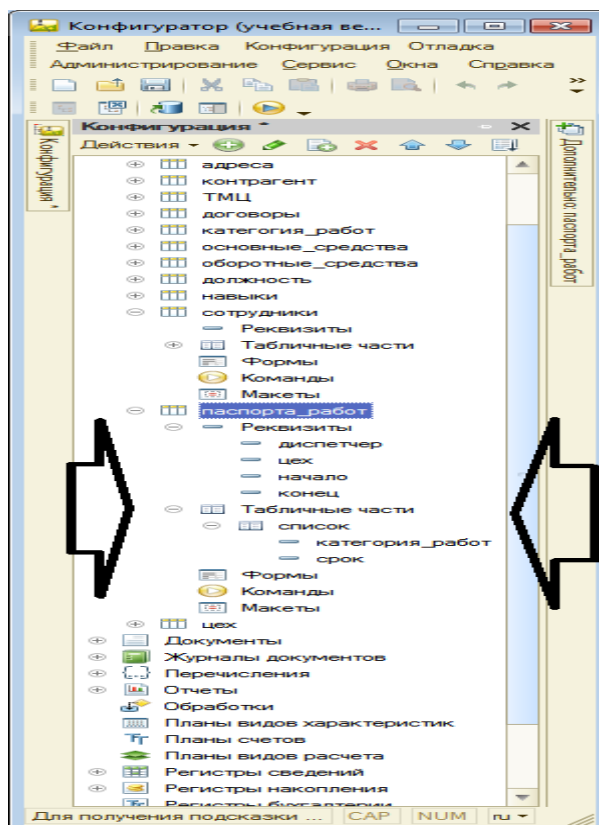 Конфигуратор (учебная ве...
Файл Правка Конфигурация Отладка
Администрирование Сервис Окна Справка
Конфигурация *
Конфигурация *
Действия
адреса
контрагент
ТМЦ
договоры
категогия_работ
основные_средства
оборотные_средства
должность
навыки
сотрудники
Реквизиты
Табличные части
Формы
Команды
Макеты
паспорта_работ
Реквизиты
диспетчер
цех
начало
конец
Табличные части
список
категория_работ
срок
Формы
Команды
Макеты
цех
Документы
Журналы документов
Перечисления
Отчеты
Обработки
Планы видов характеристик
Планы счетов
Планы видов расчета
Регистры сведений
Регистры накопления
Регистры бухгалтерии
Дополнительно: паспорта_работ
Для получения подсказки ... CAP NUM ru